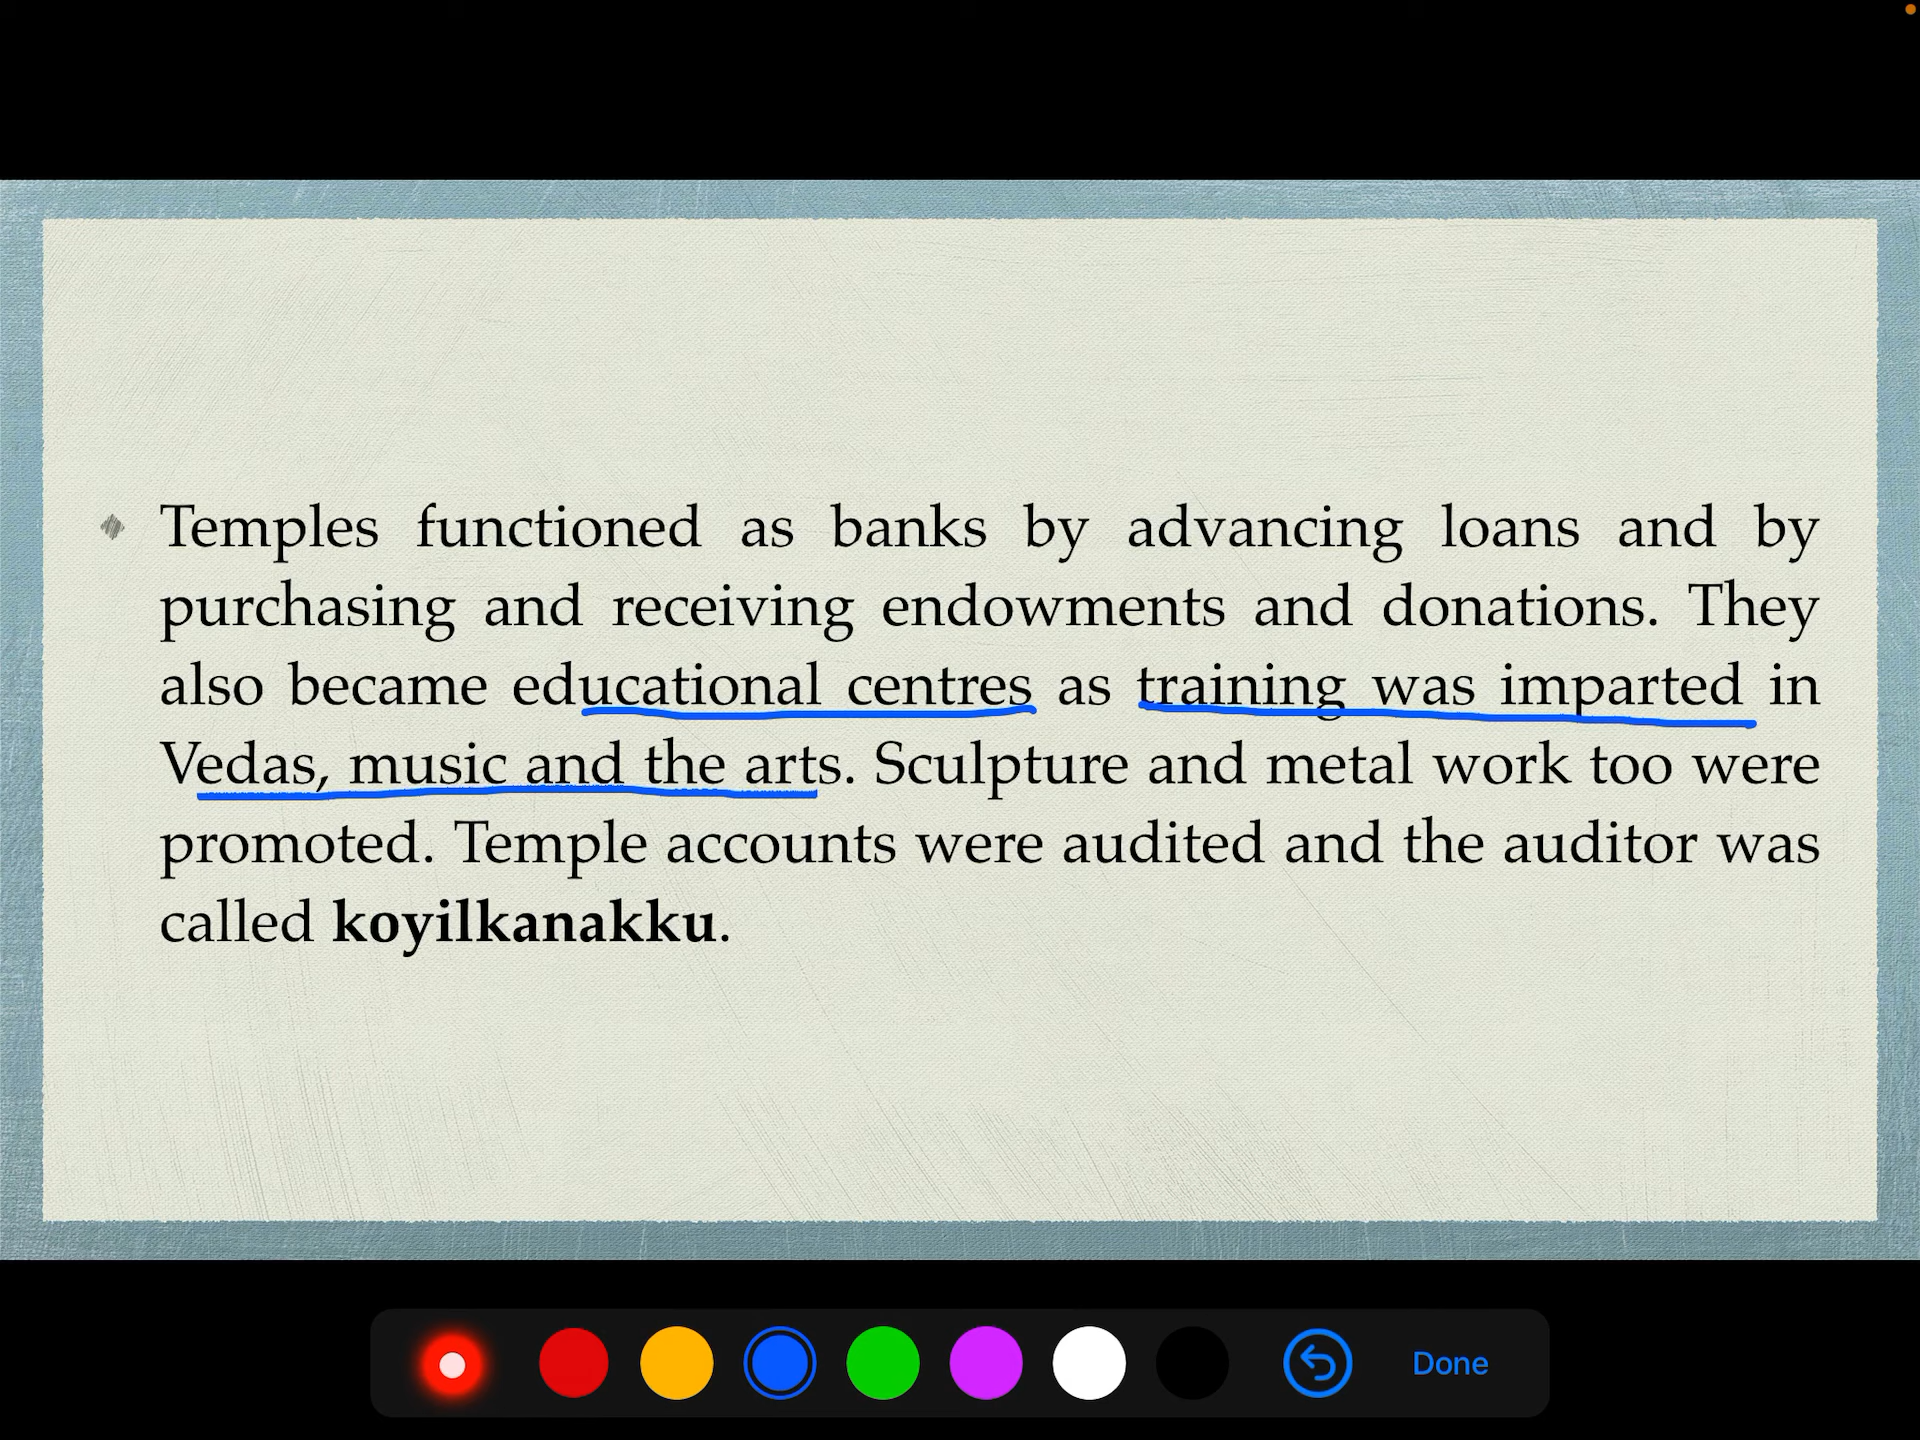 Temples functioned as banks by advancing loans and by
purchasing and receiving endowments and donations. They
also became educational centres as training was imparted in
Vedas, music and the arts. Sculpture and metal work too were
promoted. Temple accounts were audited and the auditor was
called koyilkanakku.
Done